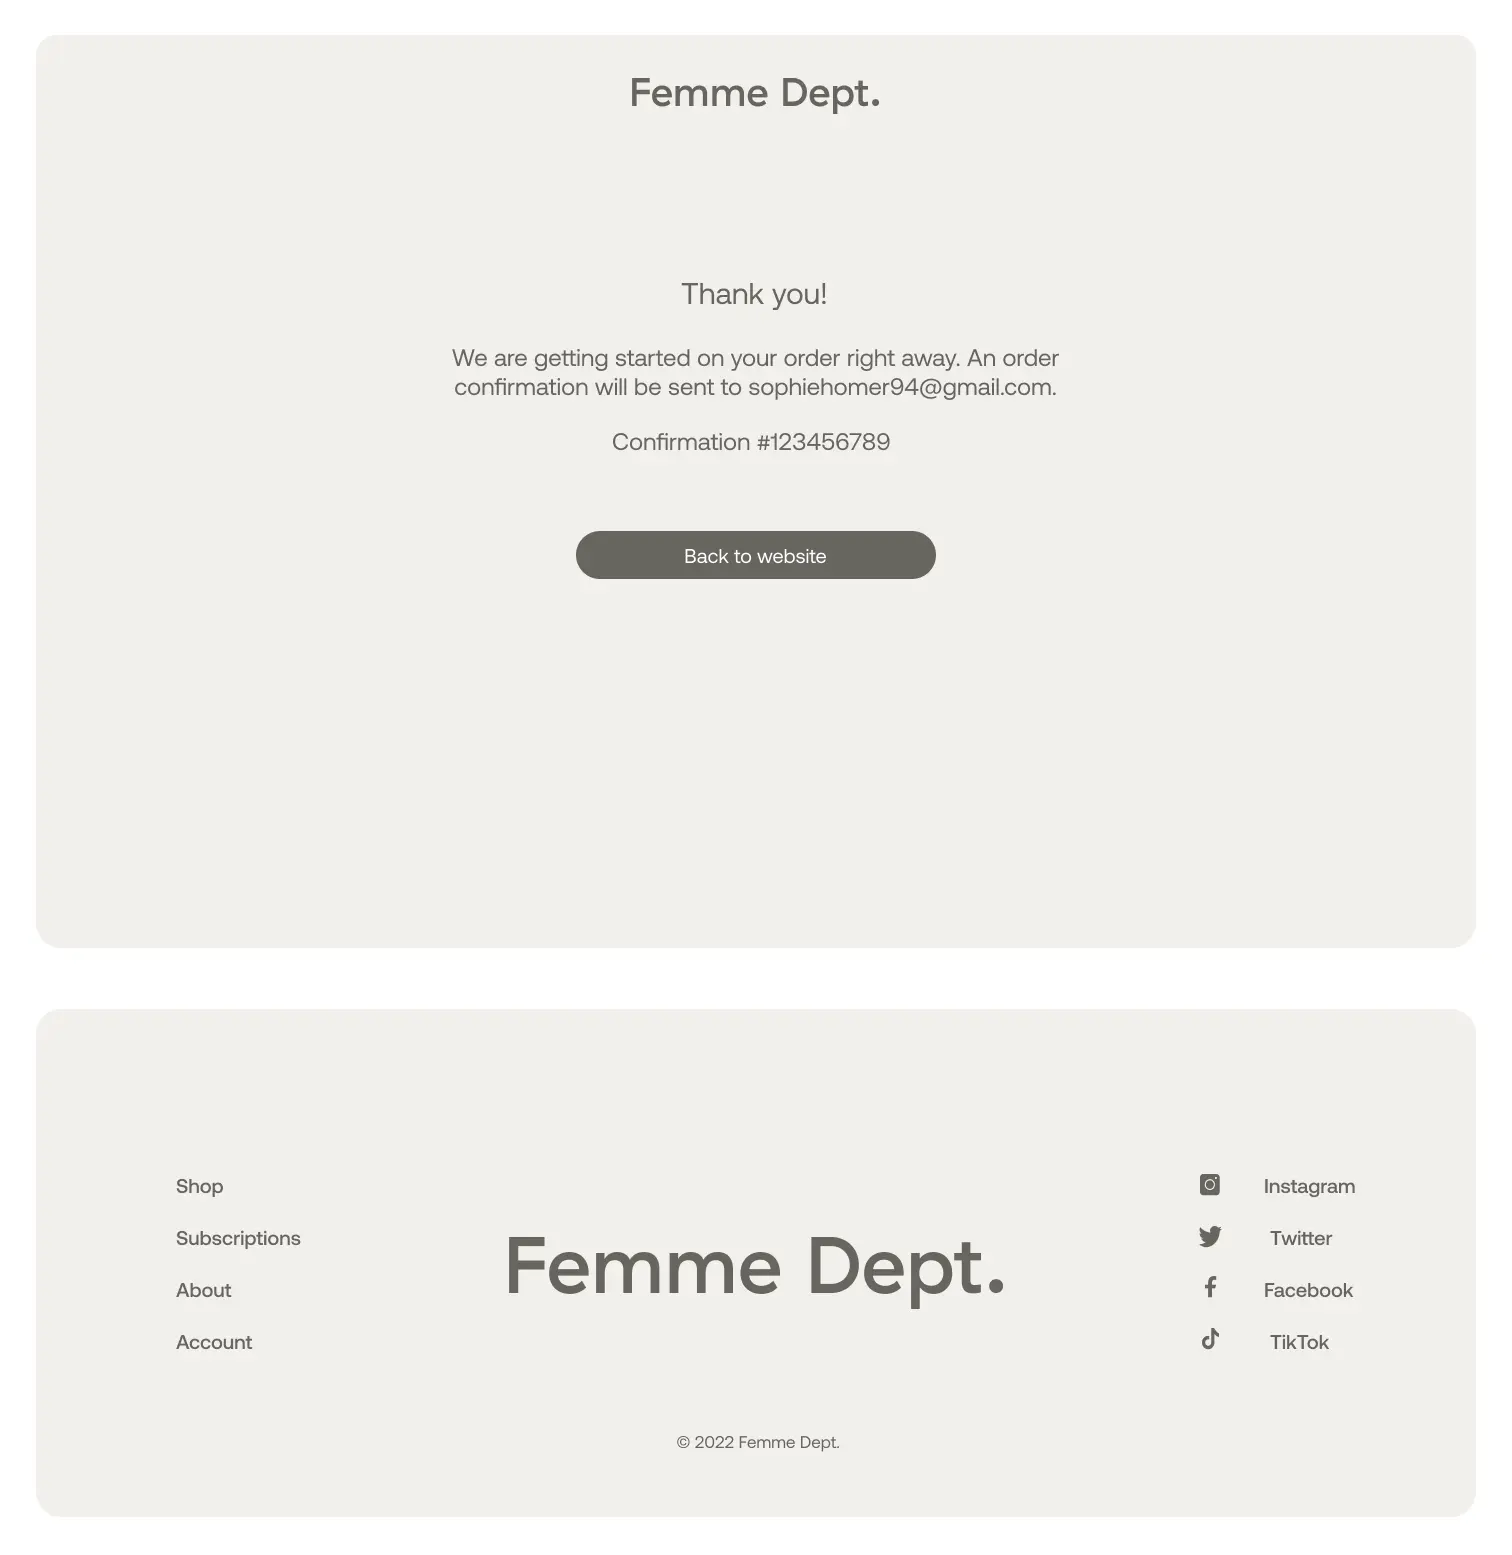 Femme Dept.
Thank you!
We are getting started on your order right away. An order
confirmation will be sent to sophiehomer94@gmail.com.
Confirmation #123456789
Back to website
Shop
Subscriptions
About
Account
Femme Dept.
Instagram
Twitter
Facebook
TikTok
© 2022 Femme Dept.